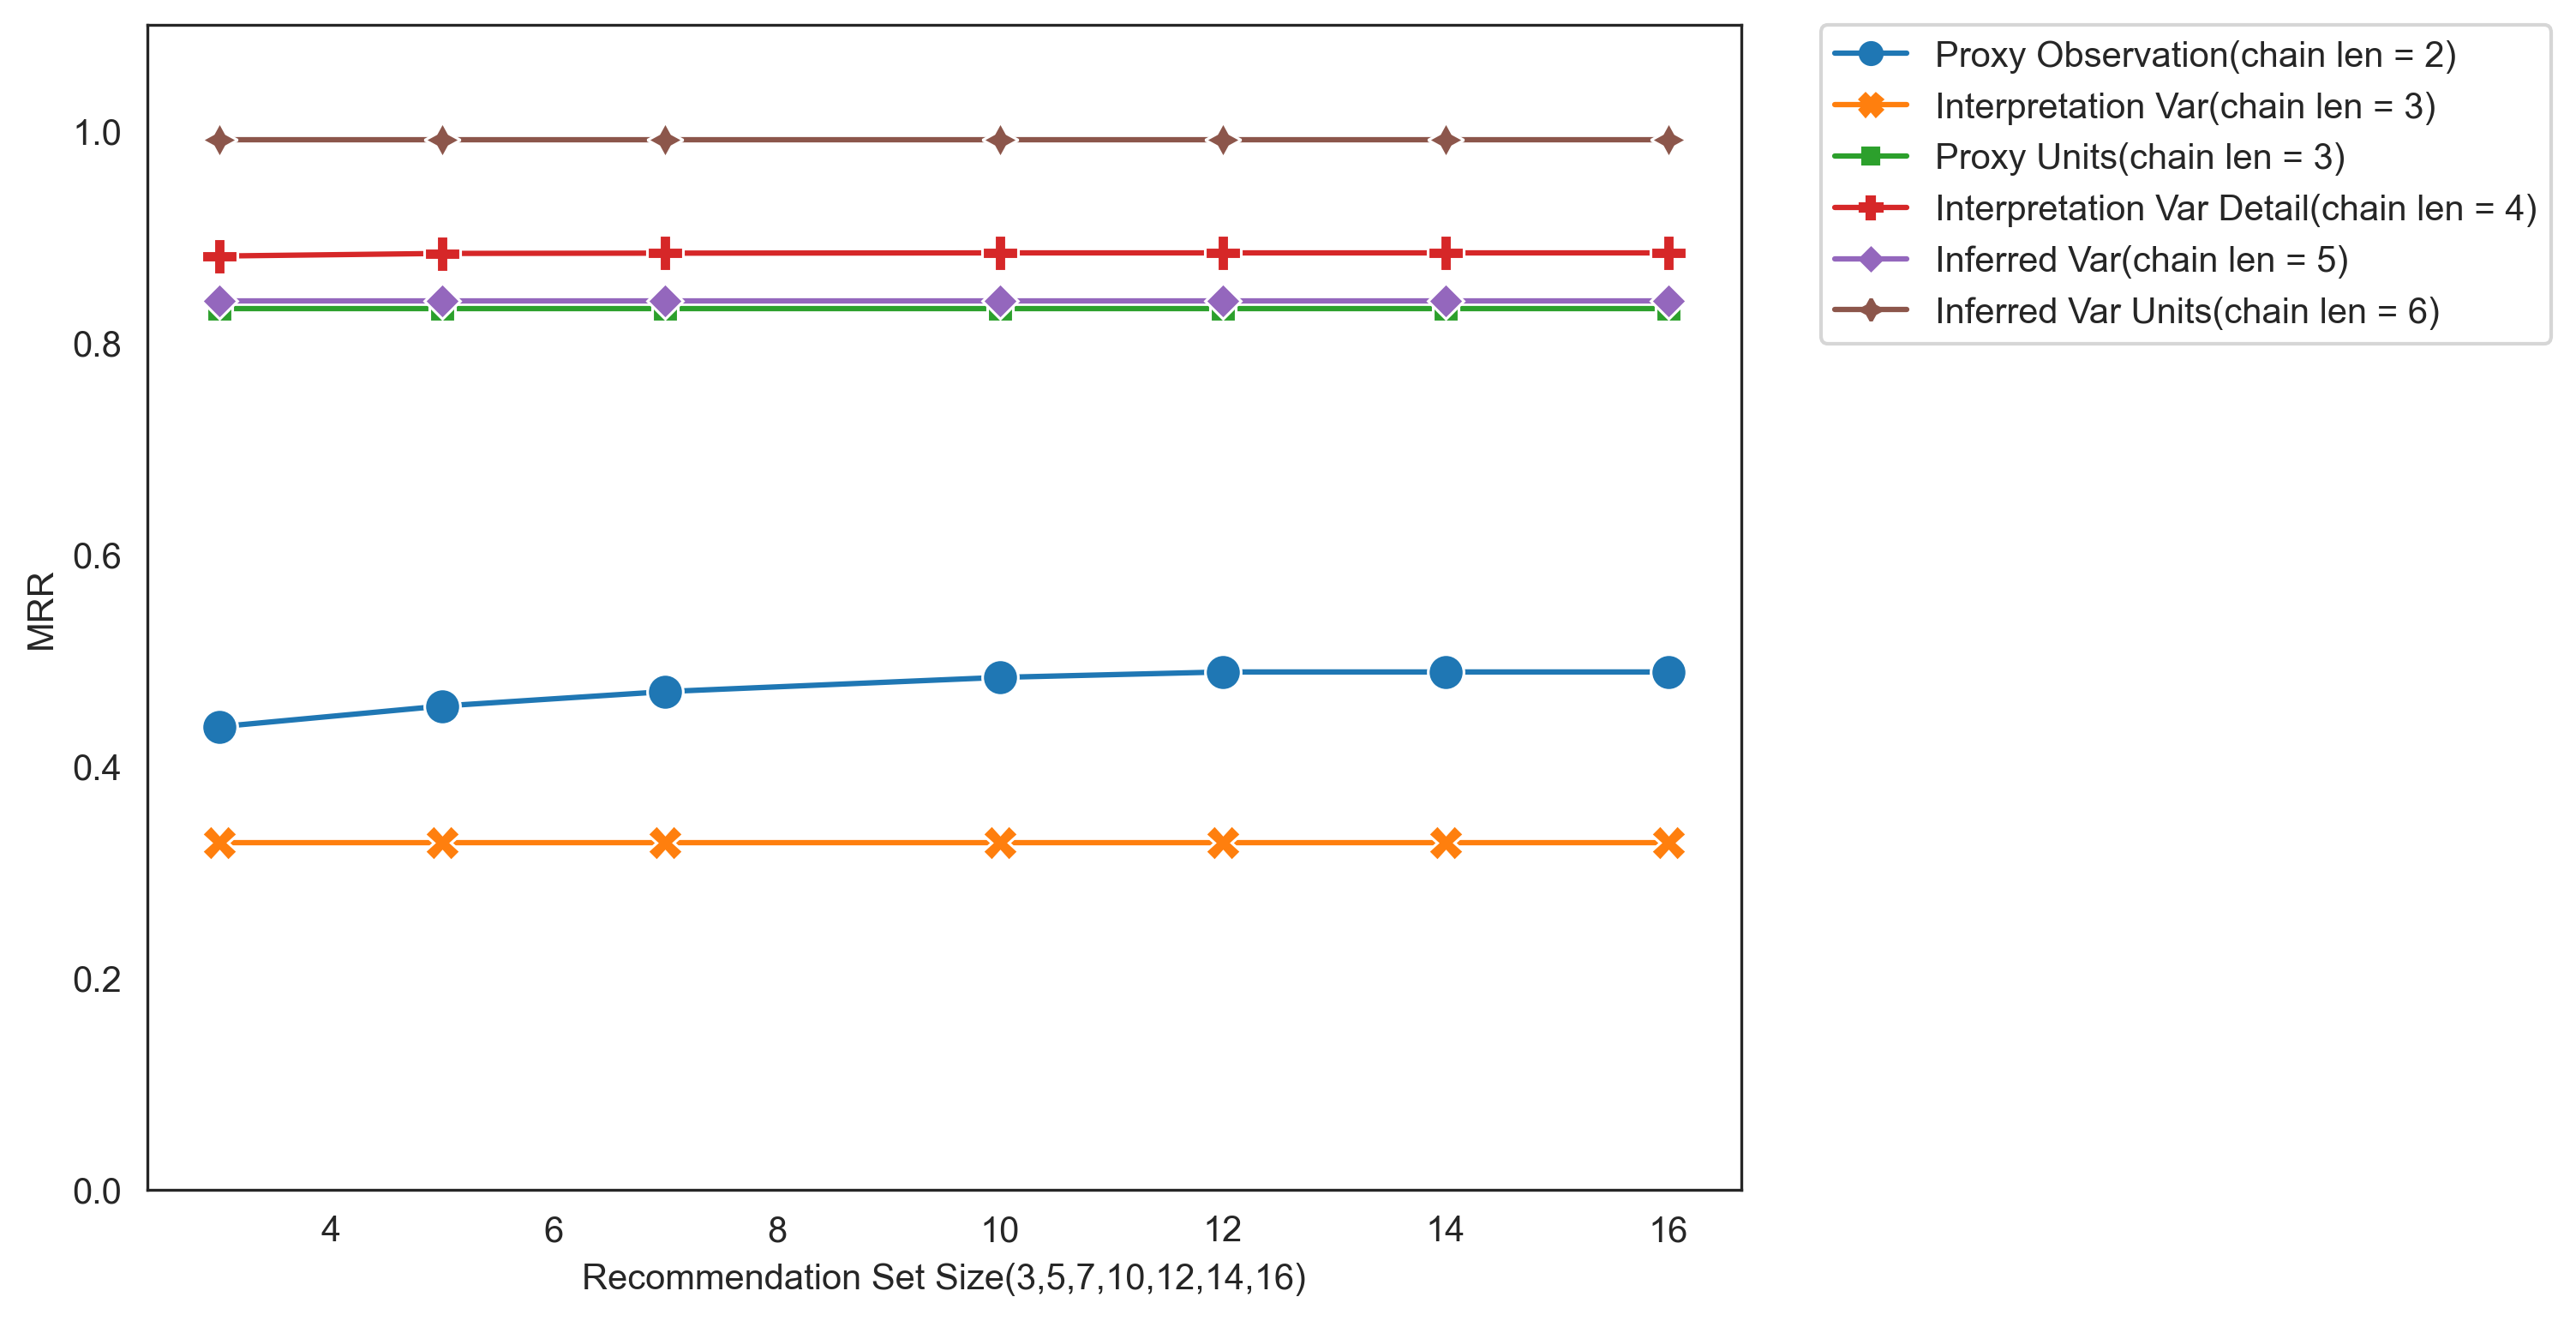 1.0
0.8
0.6
0.4
0.2
0.0
MRR
4 6 8 10 12 14 16
Recommendation Set Size(3,5,7,10,12,14,16)
Proxy Observation(chain len = 2)
Interpretation Var(chain len = 3)
Proxy Units(chain len = 3)
Interpretation Var Detail(chain len = 4)
Inferred Var(chain len = 5)
Inferred Var Units(chain len = 6)